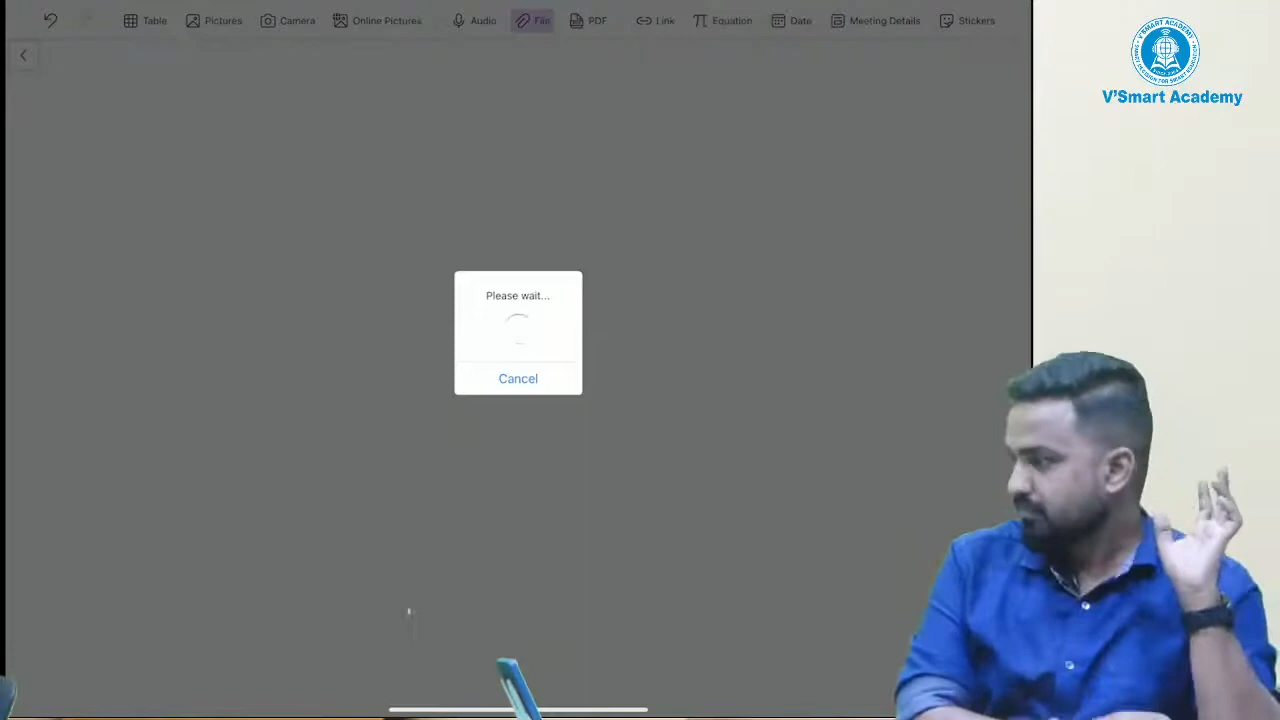 Table Pictures Camera Online Pictures Audio File PDF Link Equation Date Meeting Details Stickers
V'Smart Academy
Please wait...
Cancel